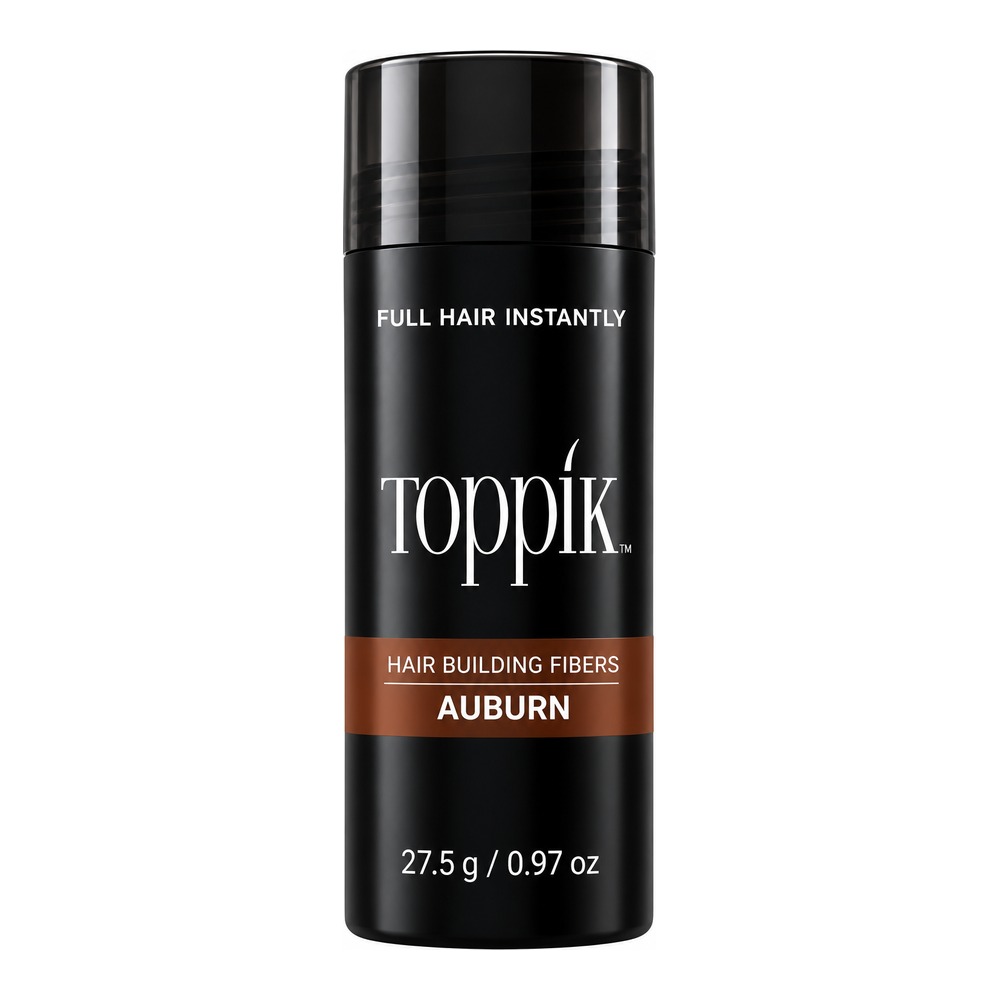 FULL HAIR INSTANTLY
Toppik™
HAIR BUILDING FIBERS
AUBURN
27.5 g / 0.97 oz